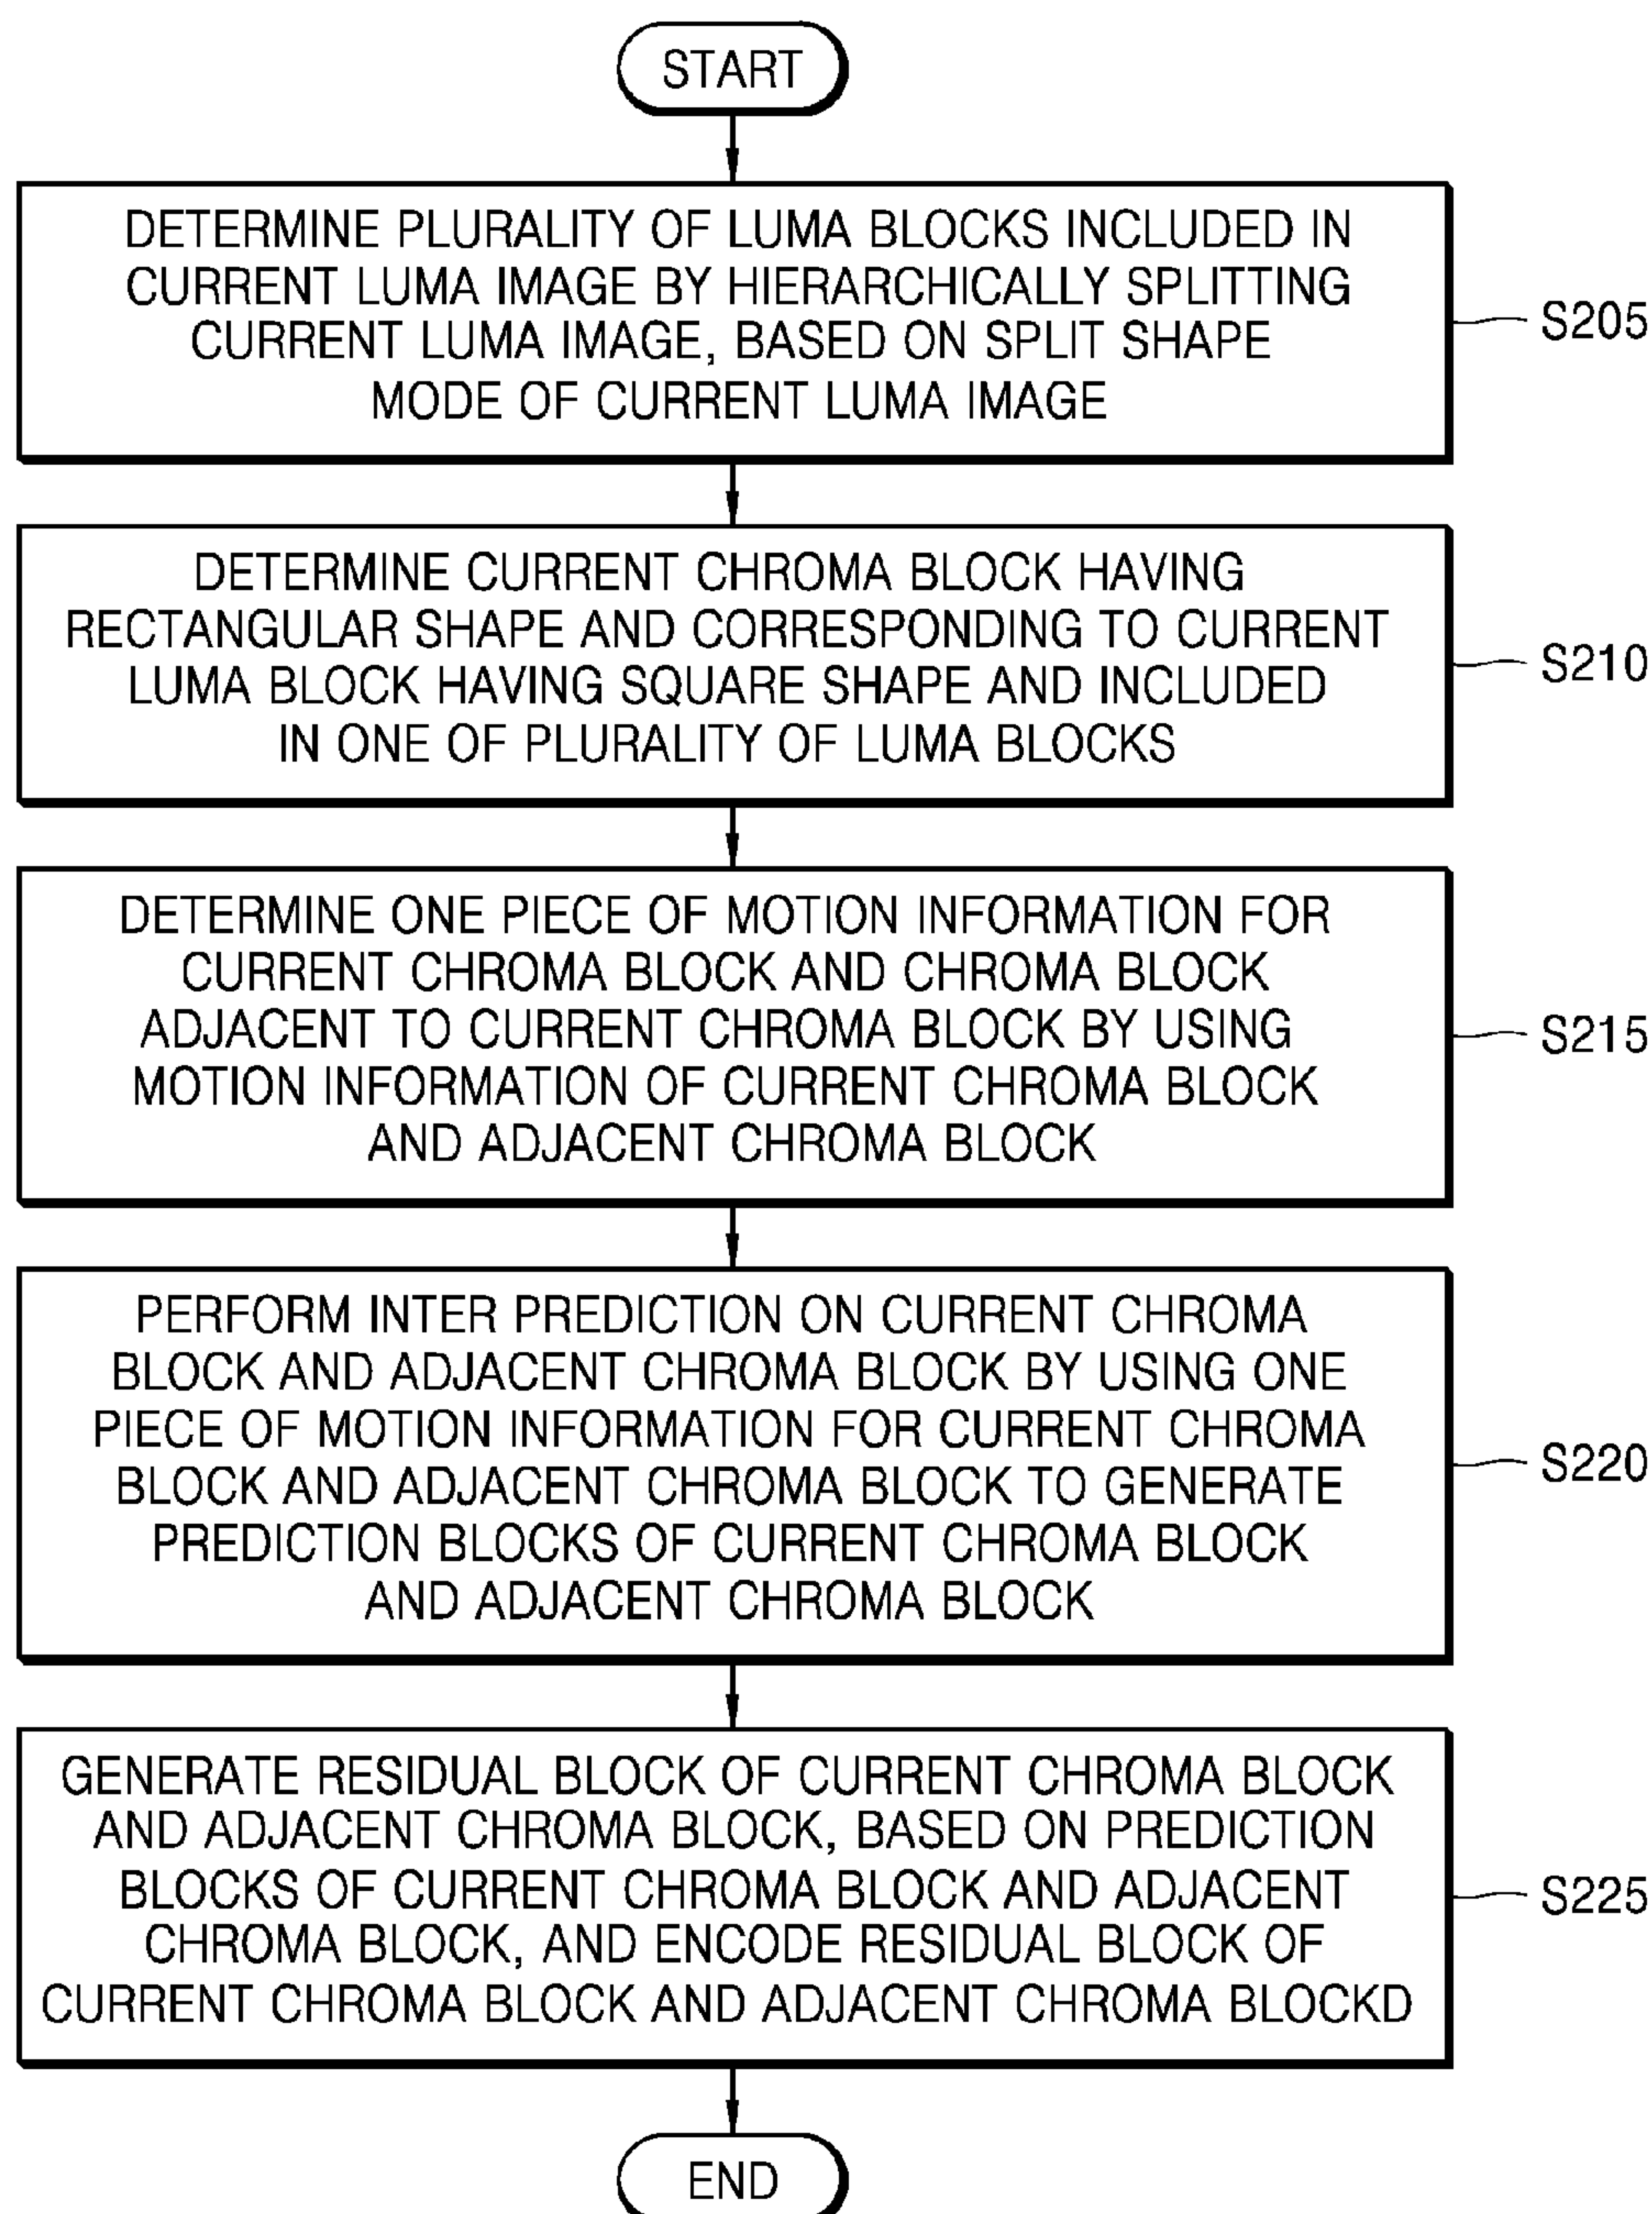 START
DETERMINE PLURALITY OF LUMA BLOCKS INCLUDED IN
CURRENT LUMA IMAGE BY HIERARCHICALLY SPLITTING
CURRENT LUMA IMAGE, BASED ON SPLIT SHAPE
MODE OF CURRENT LUMA IMAGE
S205
DETERMINE CURRENT CHROMA BLOCK HAVING
RECTANGULAR SHAPE AND CORRESPONDING TO CURRENT
LUMA BLOCK HAVING SQUARE SHAPE AND INCLUDED
IN ONE OF PLURALITY OF LUMA BLOCKS
S210
DETERMINE ONE PIECE OF MOTION INFORMATION FOR
CURRENT CHROMA BLOCK AND CHROMA BLOCK
ADJACENT TO CURRENT CHROMA BLOCK BY USING
MOTION INFORMATION OF CURRENT CHROMA BLOCK
AND ADJACENT CHROMA BLOCK
S215
PERFORM INTER PREDICTION ON CURRENT CHROMA
BLOCK AND ADJACENT CHROMA BLOCK BY USING ONE
PIECE OF MOTION INFORMATION FOR CURRENT CHROMA
BLOCK AND ADJACENT CHROMA BLOCK TO GENERATE
PREDICTION BLOCKS OF CURRENT CHROMA BLOCK
AND ADJACENT CHROMA BLOCK
S220
GENERATE RESIDUAL BLOCK OF CURRENT CHROMA BLOCK
AND ADJACENT CHROMA BLOCK, BASED ON PREDICTION
BLOCKS OF CURRENT CHROMA BLOCK AND ADJACENT
CHROMA BLOCK, AND ENCODE RESIDUAL BLOCK OF
CURRENT CHROMA BLOCK AND ADJACENT CHROMA BLOCKD
S225
END